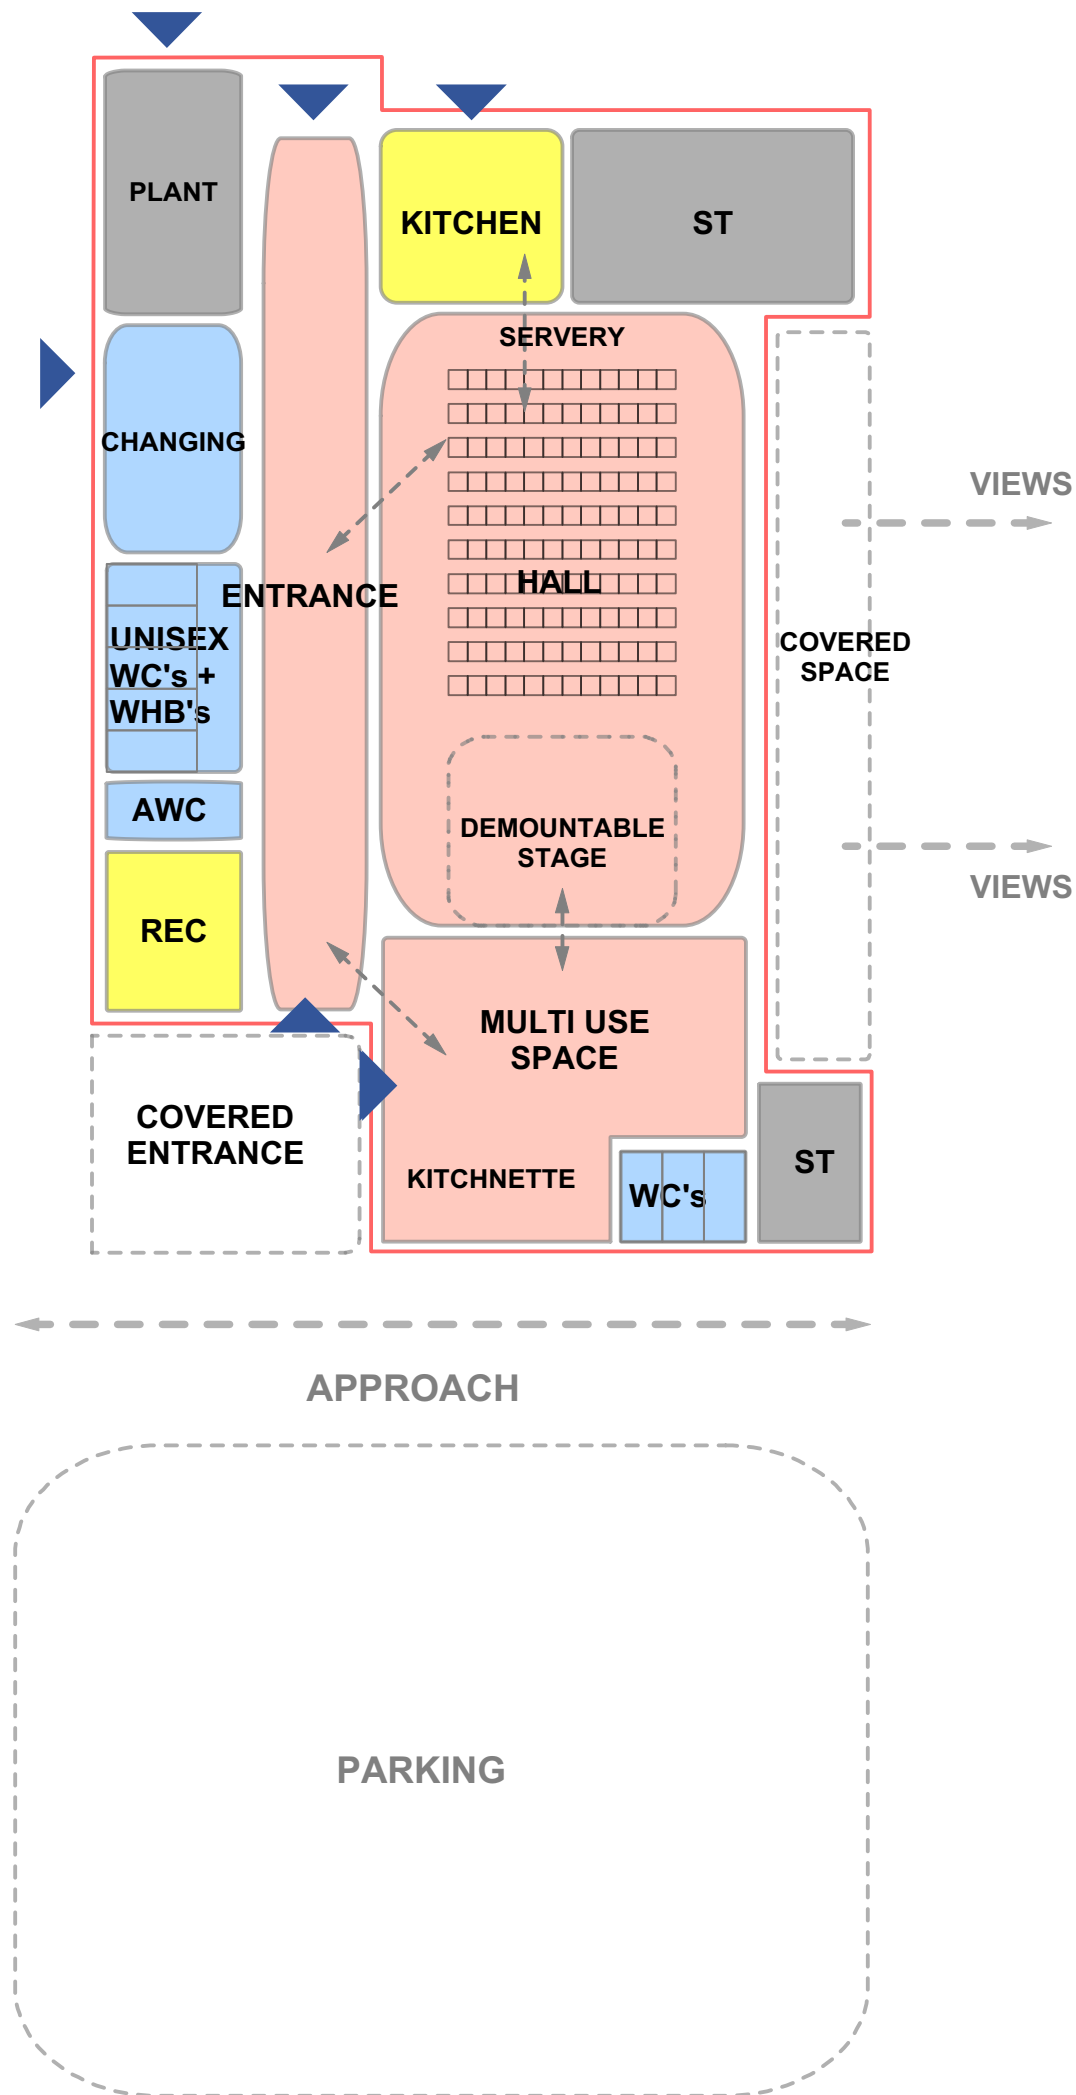 PLANT
KITCHEN
ST
SERVERY
CHANGING
VIEWS
ENTRANCE
HALL
UNISEX
WC's +
WHB's
COVERED
SPACE
AWC
DEMOUNTABLE
STAGE
VIEWS
REC
MULTI USE
SPACE
COVERED
ENTRANCE
KITCHNETTE
WC's
ST
APPROACH
PARKING